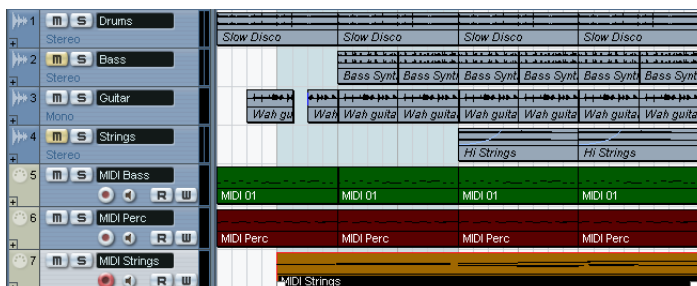 1 m S Drums
Stereo
Slow Disco Slow Disco Slow Disco Slow Disco
2 m S Bass
Stereo
Bass Synt Bass Synt Bass Synt Bass Synt Bass Synt Bass Synt
3 m S Guitar
Mono
Wah gu Wah Wah guita Wah guita Wah guita Wah guita Wah guita Wah guita
4 m S Strings
Stereo
Hi Strings Hi Strings
5 m S MIDI Bass
R W
MIDI 01 MIDI 01 MIDI 01 MIDI 01
6 m S MIDI Perc
R W
MIDI Perc MIDI Perc MIDI Perc MIDI Perc
7 m S MIDI Strings
R W
MIDI Strings